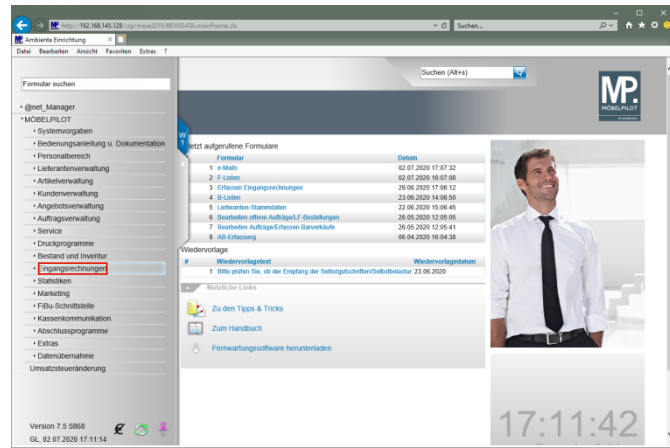 http://192.168.145.128/csp/mese2019/BEWIDATA.mainFrame.cls
Suchen...
Ambiente Einrichtung
Datei Bearbeiten Ansicht Favoriten Extras ?
Suchen (Alt+s)
Formular suchen
MP.
MÖBELPILOT
@net_Manager
MÖBELPILOT
Systemvorgaben
Bedienungsanleitung u. Dokumentation
Personalbereich
Lieferantenverwaltung
Artikelverwaltung
Kundenverwaltung
Angebotsverwaltung
Auftragsverwaltung
Service
Druckprogramme
Bestand und Inventur
Eingangsrechnungen
Statistiken
Marketing
FiBu-Schnittstelle
Kassenkommunikation
Abschlussprogramme
Extras
Datenübernahme
Umsatzsteueränderung
Version 7.5 5868
GL, 02.07.2020 17:11:14
W
1
letzt aufgerufene Formulare
Formular Datum
1 e-Mails 02.07.2020 17:07:32
2 F-Listen 02.07.2020 16:07:08
3 Erfassen Eingangsrechnungen 29.06.2020 17:06:12
4 B-Listen 23.06.2020 14:06:50
5 Lieferanten-Stammdaten 22.06.2020 15:06:45
6 Bearbeiten offene Aufträge/LF-Bestellungen 26.05.2020 12:05:05
7 Bearbeiten Aufträge/Erfassen Barverkäufe 26.05.2020 12:05:41
8 AB-Erfassung 06.04.2020 16:04:38
Wiedervorlage
# Wiedervorlagetext Wiedervorlagedatum
1 Bitte prüfen Sie, ob der Empfang der Selbstgutschriften/Selbstbelastur 23.06.2020
Nützliche Links
Zu den Tipps & Tricks
Zum Handbuch
Fernwartungssoftware herunterladen
17:11:42